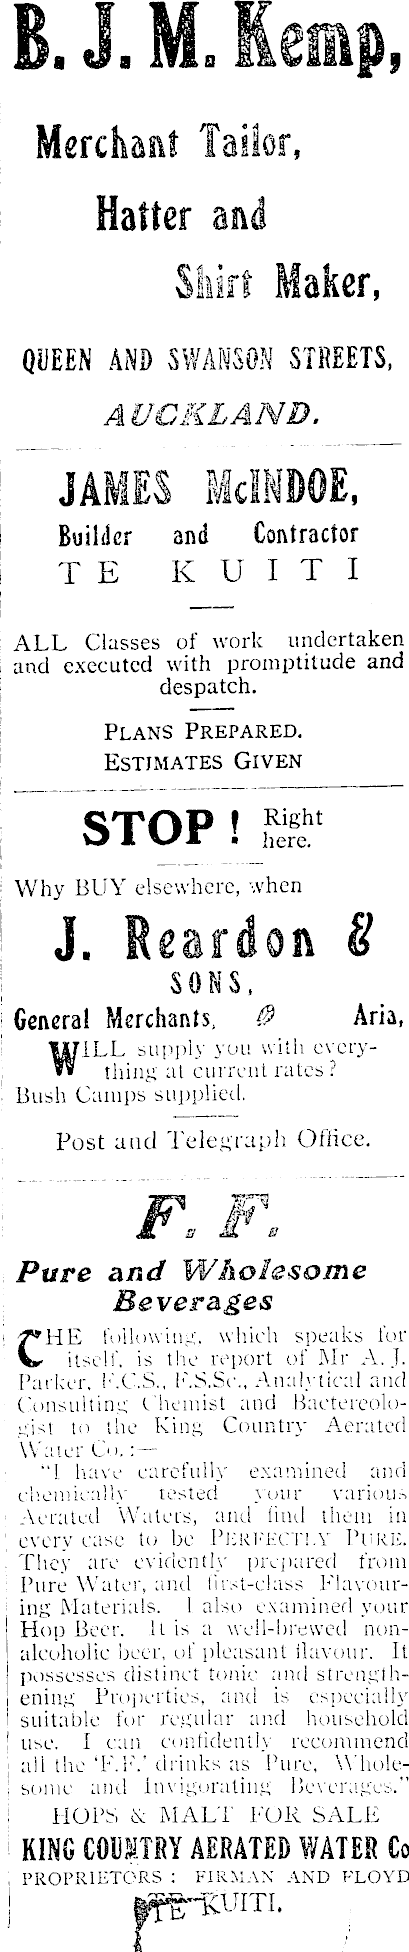 B. J. M. Kemp,
Merchant Tailor,
Hatter and
Shirt Maker,
QUEEN AND SWANSON STREETS,
AUCKLAND.
JAMES McINDOE,
Builder and Contractor
TE KUITI
ALL Classes of work undertaken
and executed with promptitude and
despatch.
PLANS PREPARED.
ESTIMATES GIVEN
STOP! Right
here.
Why BUY elsewhere, when
J. Reardon &
SONS,
General Merchants, Aria,
WILL supply you with every-
thing at current rates?
Bush Camps supplied.
Post and Telegraph Office.
F. F.
Pure and Wholesome
Beverages
THE following, which speaks for
itself, is the report of Mr A. J.
Parker, F.C.S., F.S.Sc., Analytical and
Consulting Chemist and Bactereolo-
gist to the King Country Aerated
Water Co.:—
"I have carefully examined and
chemically tested your various
Aerated Waters, and find them in
every case to be PERFECTLY PURE.
They are evidently prepared from
Pure Water, and first-class Flavour-
ing Materials. I also examined your
Hop Beer. It is a well-brewed non-
alcoholic beer, of pleasant flavour. It
possesses distinct tonic and strength-
ening Properties, and is especially
suitable for regular and household
use. I can confidently recommend
all the 'F.F.' drinks as Pure, Whole-
some and Invigorating Beverages."
HOPS & MALT FOR SALE
KING COUNTRY AERATED WATER Co
PROPRIETORS: FIRMAN AND FLOYD
TE KUITI.